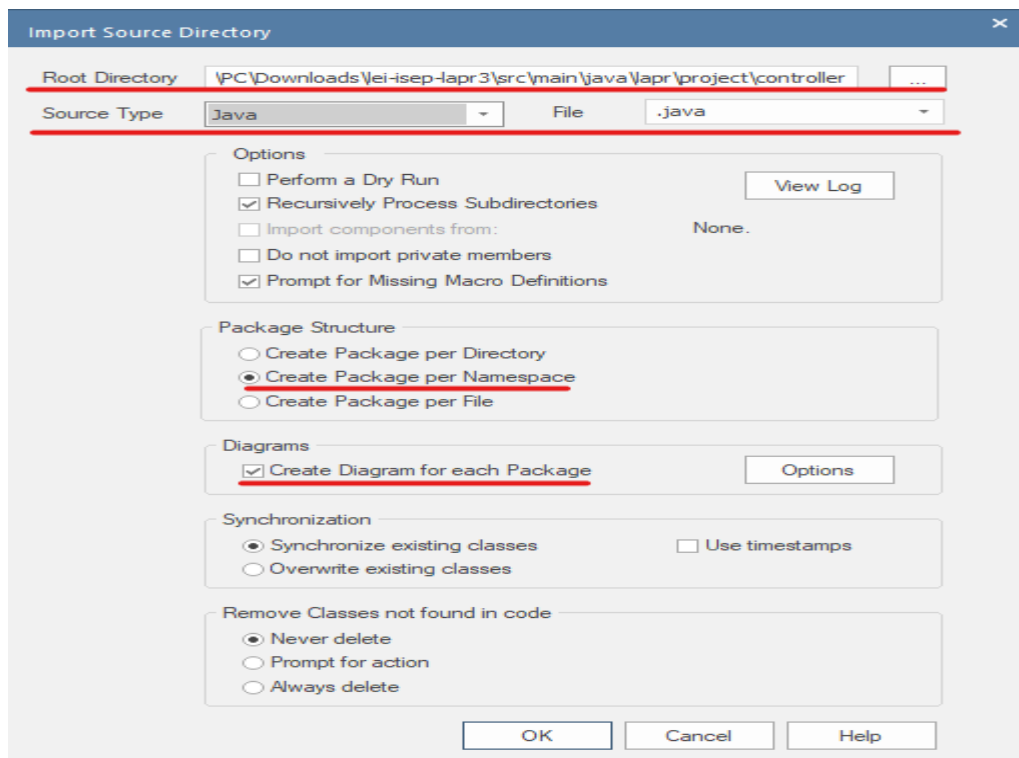 Import Source Directory
Root Directory \PC\Downloads\lei-isep-lapr3\src\main\java\lapr\project\controller ...
Source Type Java File .java
Options
Perform a Dry Run View Log
Recursively Process Subdirectories
Import components from: None.
Do not import private members
Prompt for Missing Macro Definitions
Package Structure
Create Package per Directory
Create Package per Namespace
Create Package per File
Diagrams
Create Diagram for each Package Options
Synchronization
Synchronize existing classes Use timestamps
Overwrite existing classes
Remove Classes not found in code
Never delete
Prompt for action
Always delete
OK Cancel Help